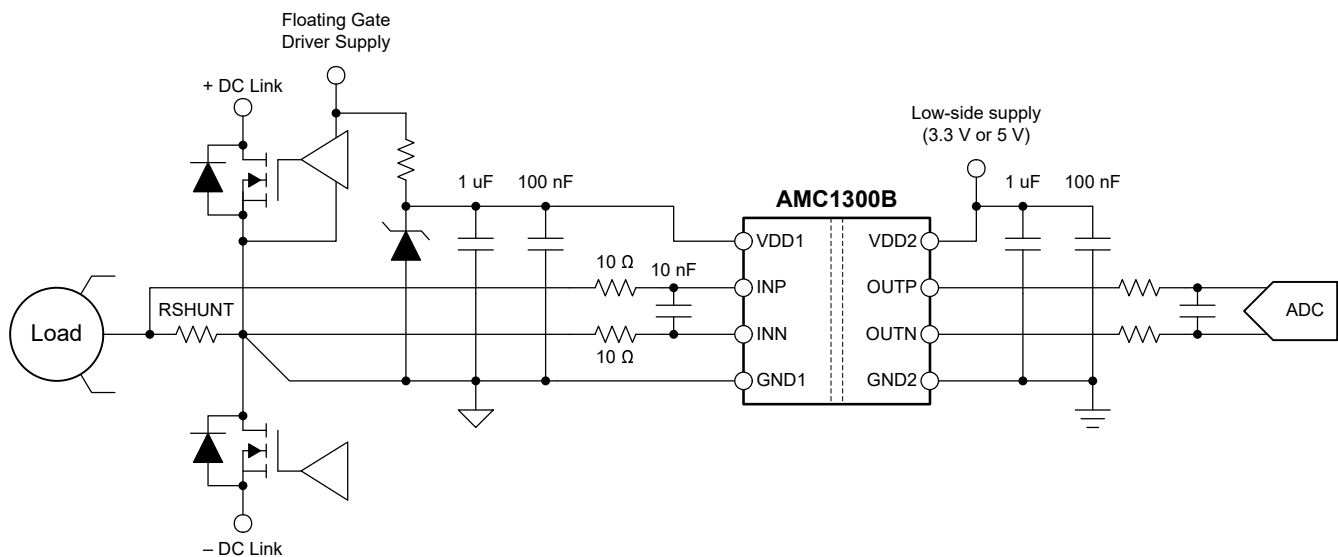 Floating Gate
Driver Supply
+ DC Link
Low-side supply
(3.3 V or 5 V)
1 uF
100 nF
1 uF
100 nF
AMC1300B
VDD1
VDD2
10 Ω
10 nF
INP
OUTP
RSHUNT
Load
INN
OUTN
ADC
10 Ω
GND1
GND2
– DC Link